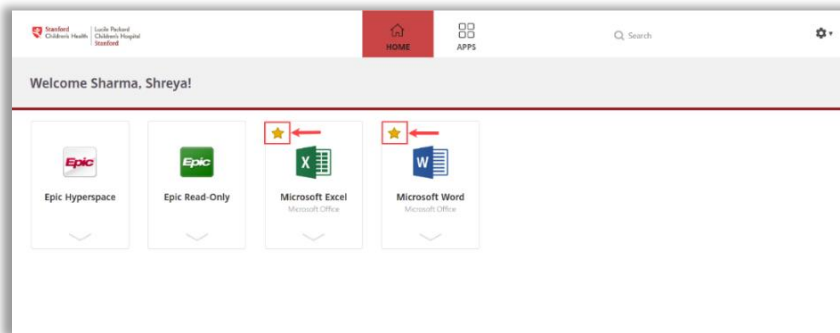 Stanford
Children's Health
Lucile Packard
Children's Hospital
Stanford
HOME
APPS
Search
Welcome Sharma, Shreya!
Epic
Epic
X
W
Epic Hyperspace
Epic Read-Only
Microsoft Excel
Microsoft Word
Microsoft Office
Microsoft Office